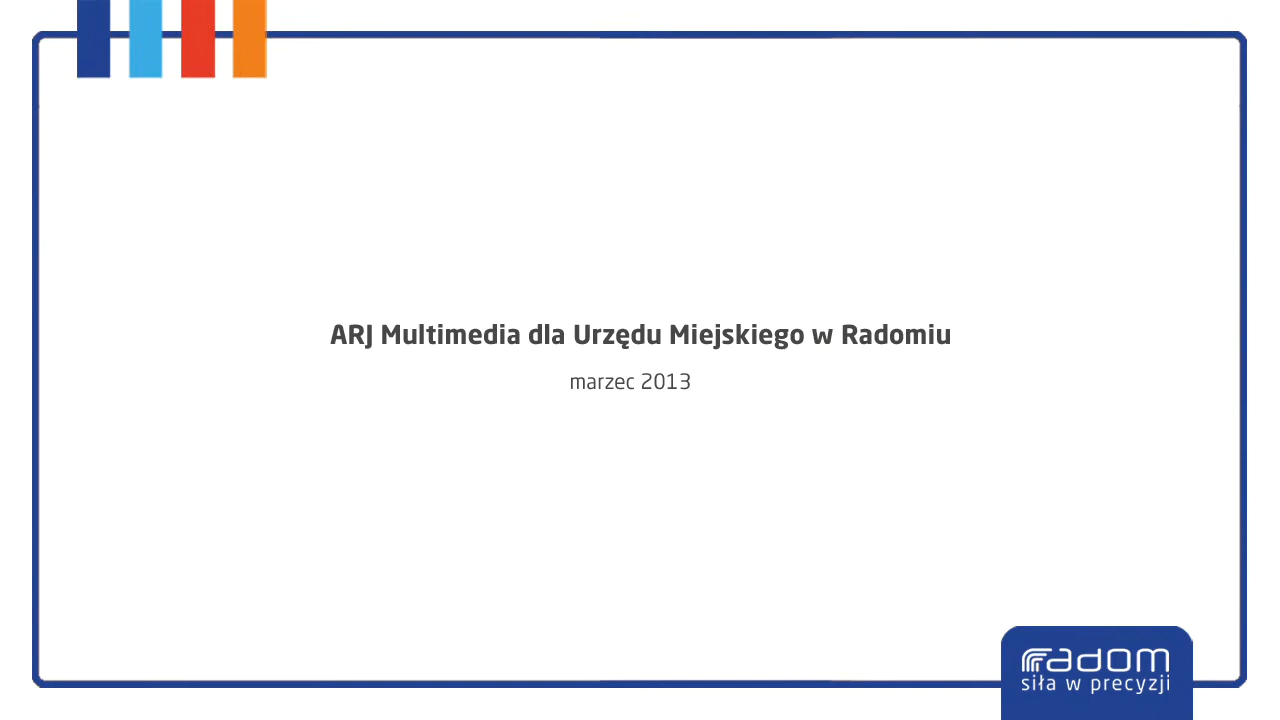 ARJ Multimedia dla Urzędu Miejskiego w Radomiu
marzec 2013
radom
siła w precyzji